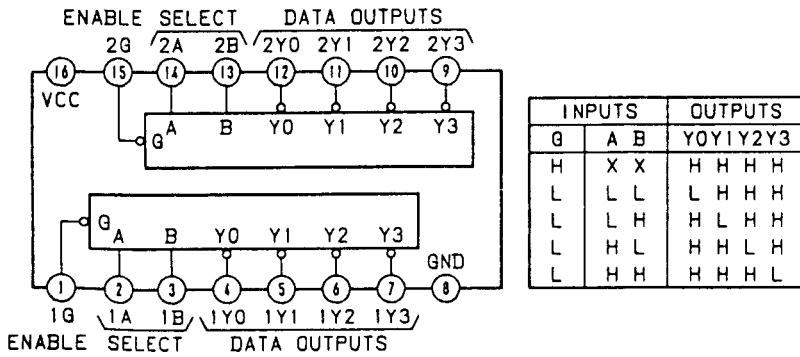 ENABLE SELECT DATA OUTPUTS
2G 2A 2B 2Y0 2Y1 2Y2 2Y3
16 15 14 13 12 11 10 9
VCC
A B Y0 Y1 Y2 Y3
G
G
A B Y0 Y1 Y2 Y3
GND
1 2 3 4 5 6 7 8
1G 1A 1B 1Y0 1Y1 1Y2 1Y3
ENABLE SELECT DATA OUTPUTS
INPUTS OUTPUTS
G A B Y0Y1Y2Y3
H X X H H H H
L L L L H H H
L L H H L H H
L H L H H L H
L H H H H H L